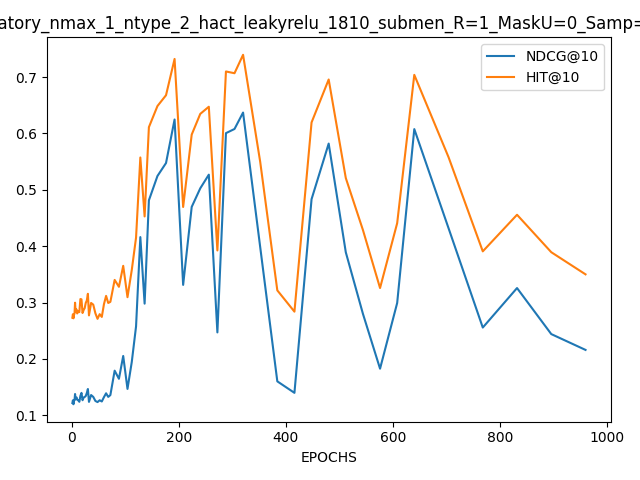 atory_nmax_1_ntype_2_hact_leakyrelu_1810_submen_R=1_MaskU=0_Samp=
NDCG@10
HIT@10
0.7
0.6
0.5
0.4
0.3
0.2
0.1
0 200 400 600 800 1000
EPOCHS